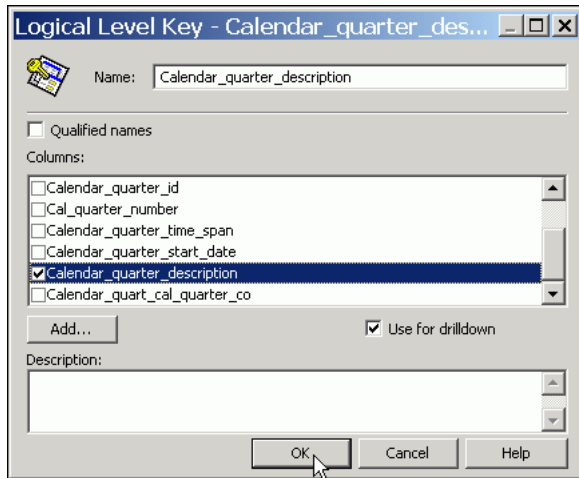 Logical Level Key - Calendar_quarter_des...
Name: Calendar_quarter_description
Qualified names
Columns:
Calendar_quarter_id
Cal_quarter_number
Calendar_quarter_time_span
Calendar_quarter_start_date
Calendar_quarter_description
Calendar_quart_cal_quarter_co
Add... Use for drilldown
Description:
OK Cancel Help